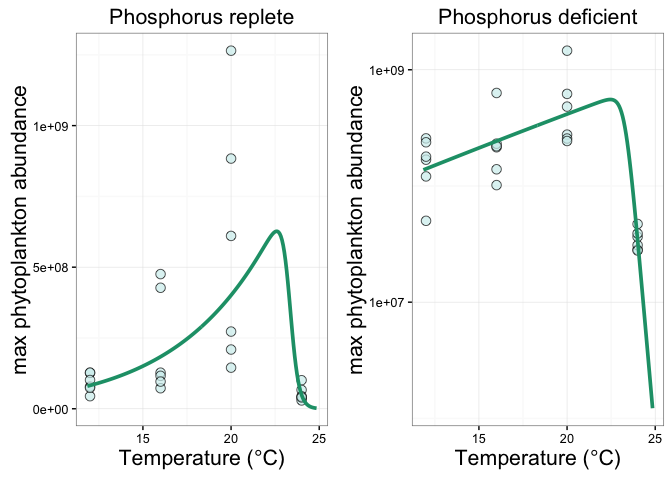 Phosphorus replete
max phytoplankton abundance
1e+09
5e+08
0e+00
15
20
25
Temperature (°C)
Phosphorus deficient
max phytoplankton abundance
1e+09
1e+07
15
20
25
Temperature (°C)